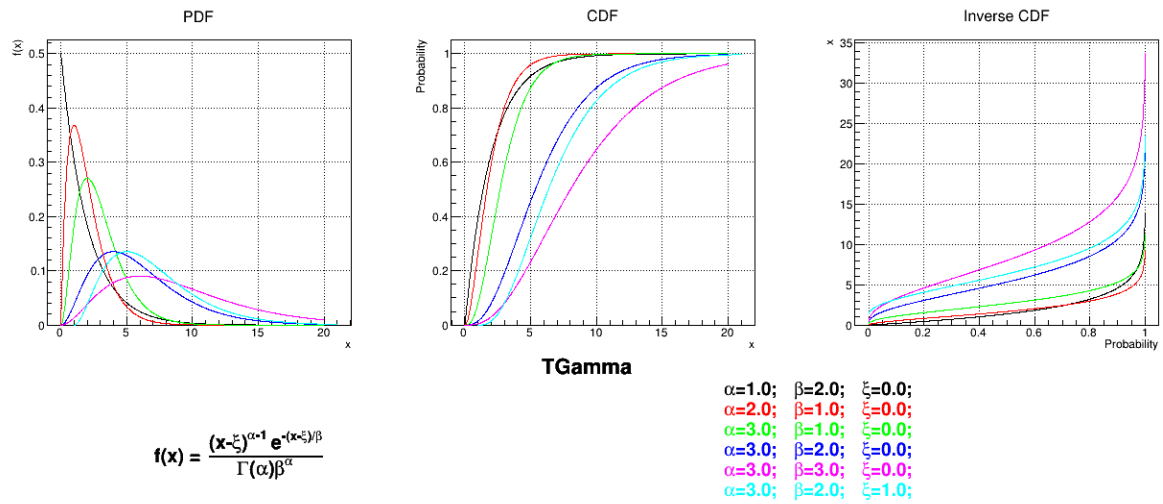 PDF
CDF
Inverse CDF
f(x)
0.5
0.4
0.3
0.2
0.1
0
0 5 10 15 20
x
Probability
1
0.8
0.6
0.4
0.2
0
0 5 10 15 20
x
x
35
30
25
20
15
10
5
0
0 0.2 0.4 0.6 0.8 1
Probability
TGamma
α=1.0; β=2.0; ξ=0.0;
α=2.0; β=1.0; ξ=0.0;
α=3.0; β=1.0; ξ=0.0;
α=3.0; β=2.0; ξ=0.0;
α=3.0; β=3.0; ξ=0.0;
α=3.0; β=2.0; ξ=1.0;
f(x) = (x-ξ)^α-1 e^-(x-ξ)/β
Γ(α)β^α